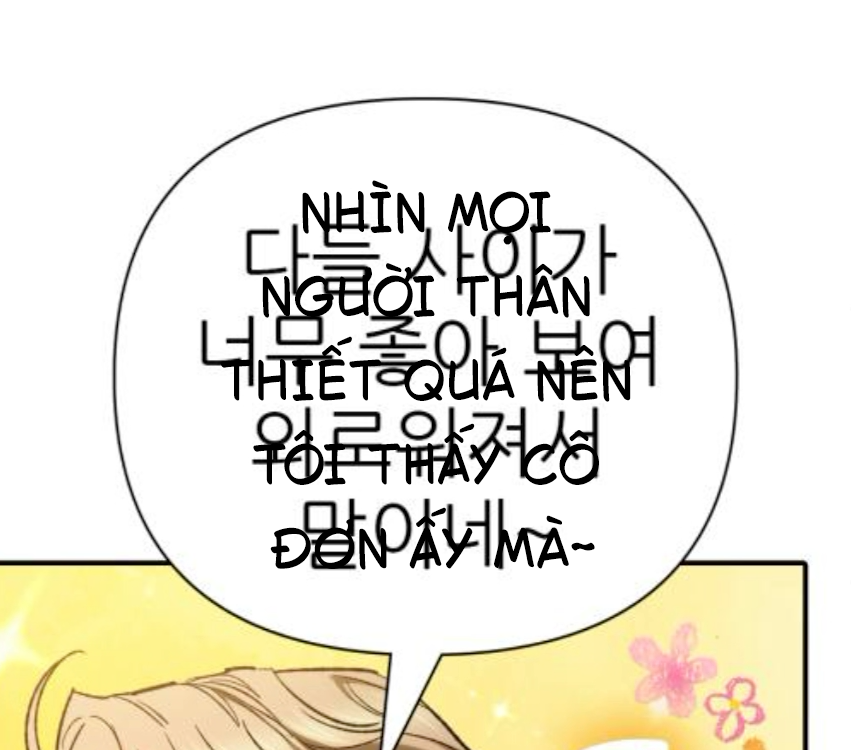 NHÌN MỌI
다들 사이가
NGƯỜI THÂN
너무 좋아 보여
THIẾT QUÁ NÊN
외로워져서
TÔI THẤY CÔ
말이네~
ĐƠN ẤY MÀ~